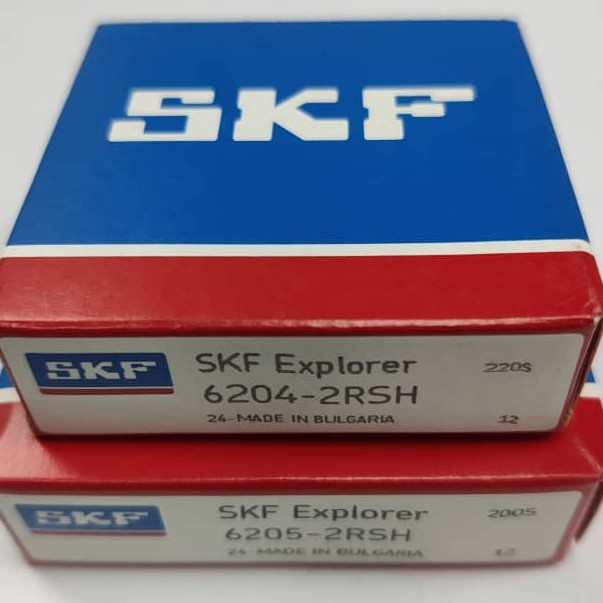 SKF
SKF
SKF Explorer
220S
6204-2RSH
24-MADE IN BULGARIA
12
SKF
SKF Explorer
200S
6205-2RSH
24-MADE IN BULGARIA
12